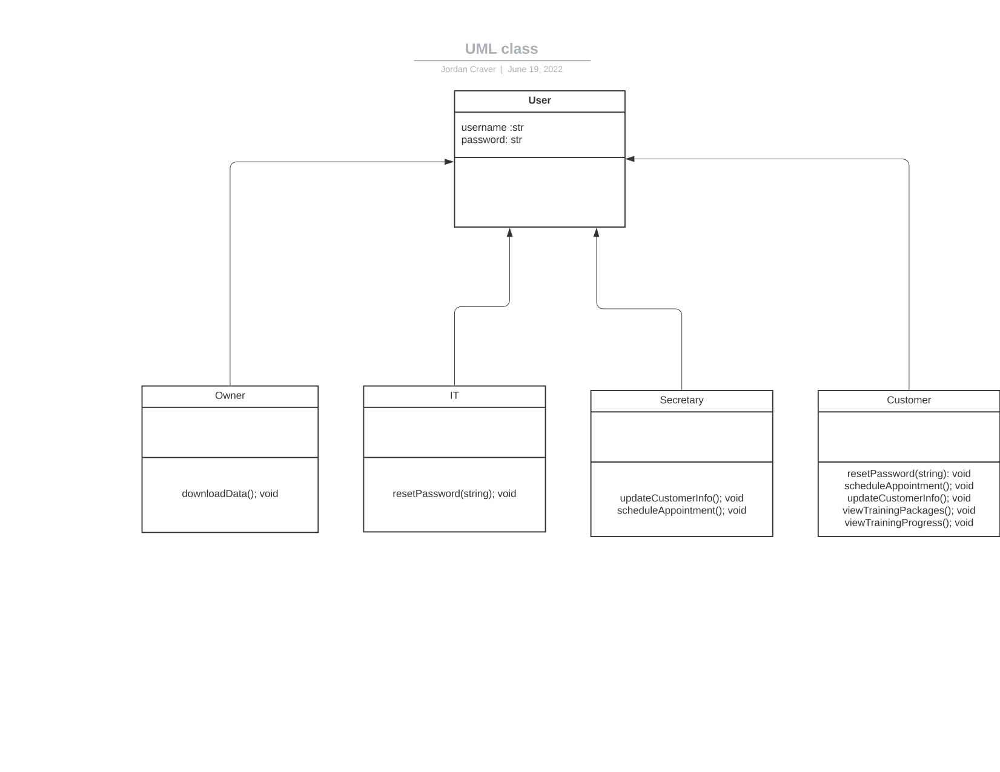 UML class
Jordan Craver | June 19, 2022
User
username :str
password: str
Owner
downloadData(); void
IT
resetPassword(string); void
Secretary
updateCustomerInfo(); void
scheduleAppointment(); void
Customer
resetPassword(string): void
scheduleAppointment(); void
updateCustomerInfo(); void
viewTrainingPackages(); void
viewTrainingProgress(); void